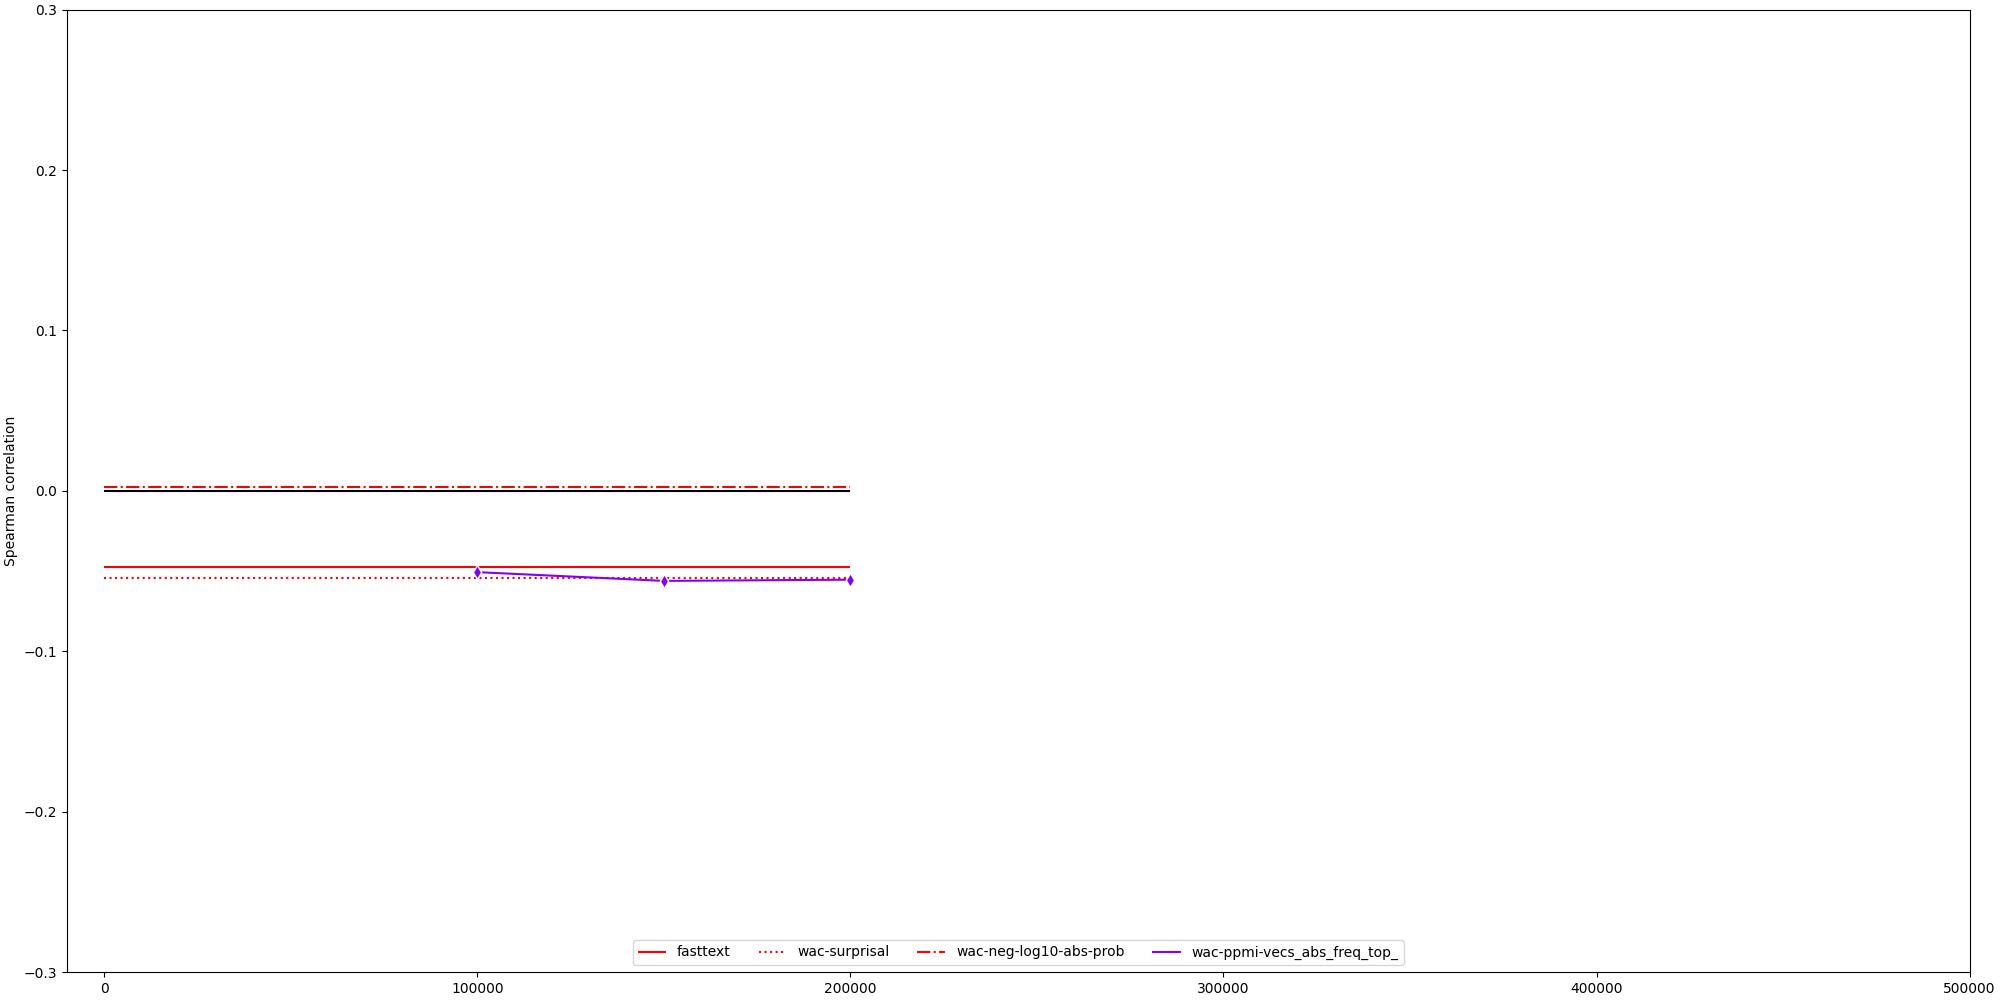 0.3
0.2
0.1
0.0
−0.1
−0.2
−0.3
Spearman correlation
0 100000 200000 300000 400000 500000
fasttext wac-surprisal wac-neg-log10-abs-prob wac-ppmi-vecs_abs_freq_top_